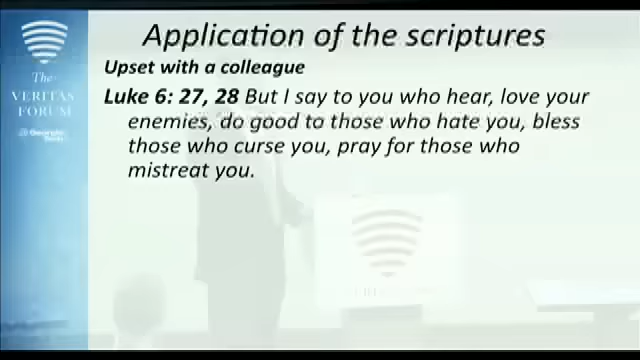 Application of the scriptures
Upset with a colleague
Luke 6: 27, 28 But I say to you who hear, love your
enemies, do good to those who hate you, bless
those who curse you, pray for those who
mistreat you.
The
VERITAS
FORUM